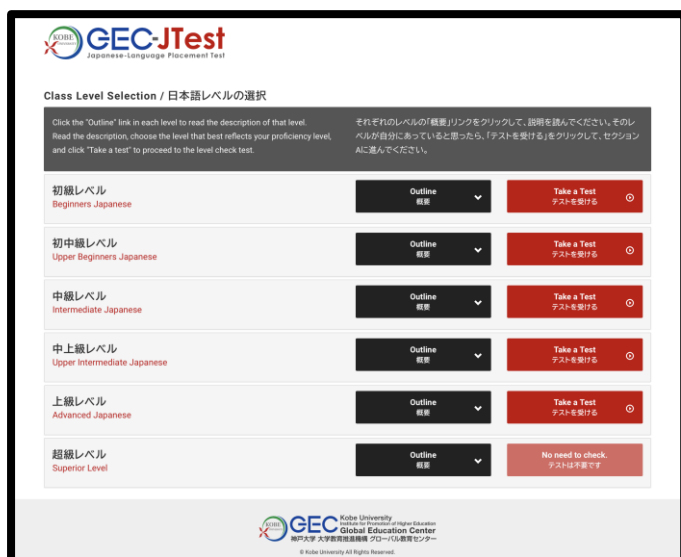 KOBE
UNIVERSITY
GEC-JTest
Japanese-Language Placement Test
Class Level Selection / 日本語レベルの選択
Click the "Outline" link in each level to read the description of that level.
Read the description, choose the level that best reflects your proficiency level,
and click "Take a test" to proceed to the level check test.
それぞれのレベルの「概要」リンクをクリックして、説明を読んでください。そのレ
ベルが自分にあっていると思ったら、「テストを受ける」をクリックして、セクション
Aに進んでください。
初級レベル
Beginners Japanese
Outline
概要
Take a Test
テストを受ける
初中級レベル
Upper Beginners Japanese
Outline
概要
Take a Test
テストを受ける
中級レベル
Intermediate Japanese
Outline
概要
Take a Test
テストを受ける
中上級レベル
Upper Intermediate Japanese
Outline
概要
Take a Test
テストを受ける
上級レベル
Advanced Japanese
Outline
概要
Take a Test
テストを受ける
超級レベル
Superior Level
Outline
概要
No need to check.
テストは不要です
KOBE
GEC
Kobe University
Institute for Promotion of Higher Education
Global Education Center
神戸大学 大学教育推進機構 グローバル教育センター
© Kobe University All Rights Reserved.